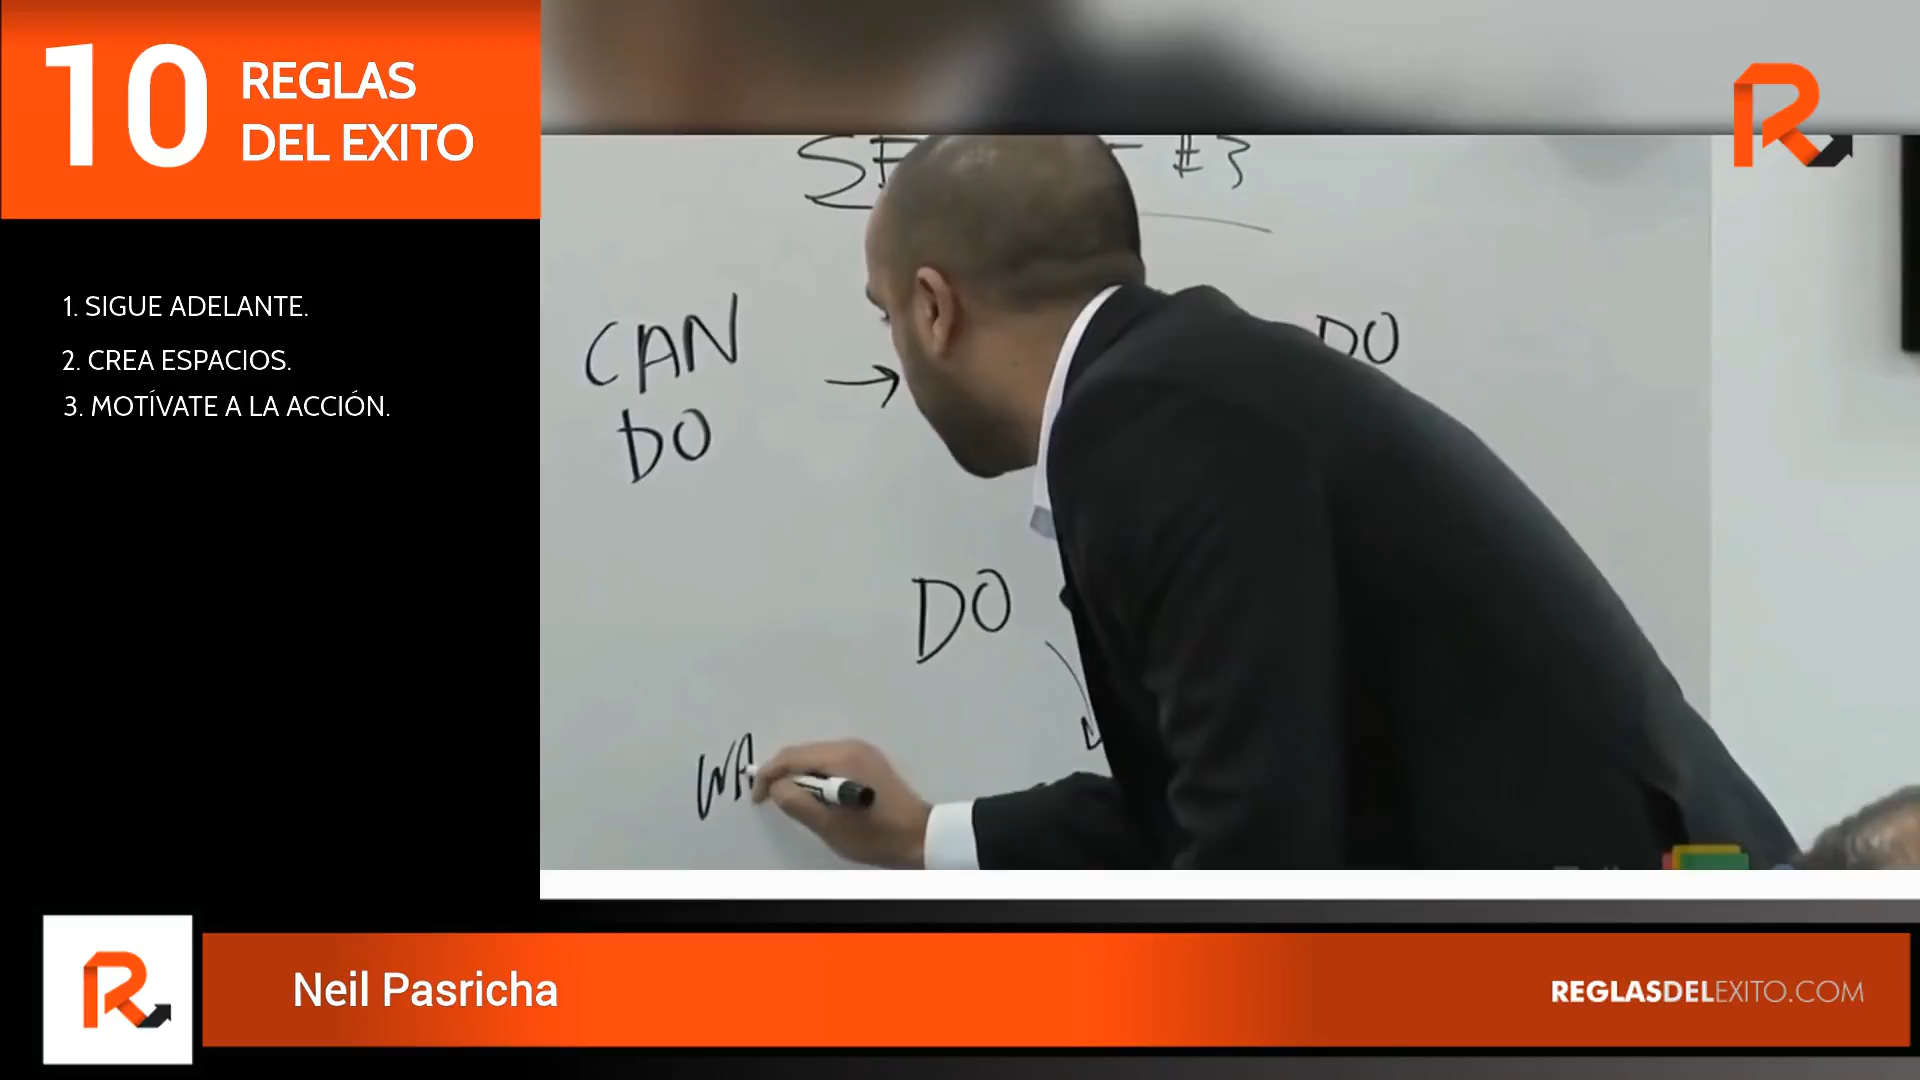 10 REGLAS
DEL EXITO
1. SIGUE ADELANTE.
2. CREA ESPACIOS.
3. MOTÍVATE A LA ACCIÓN.
#3
CAN
DO
→
DO
DO
WA
Neil Pasricha
REGLASDELEXITO.COM